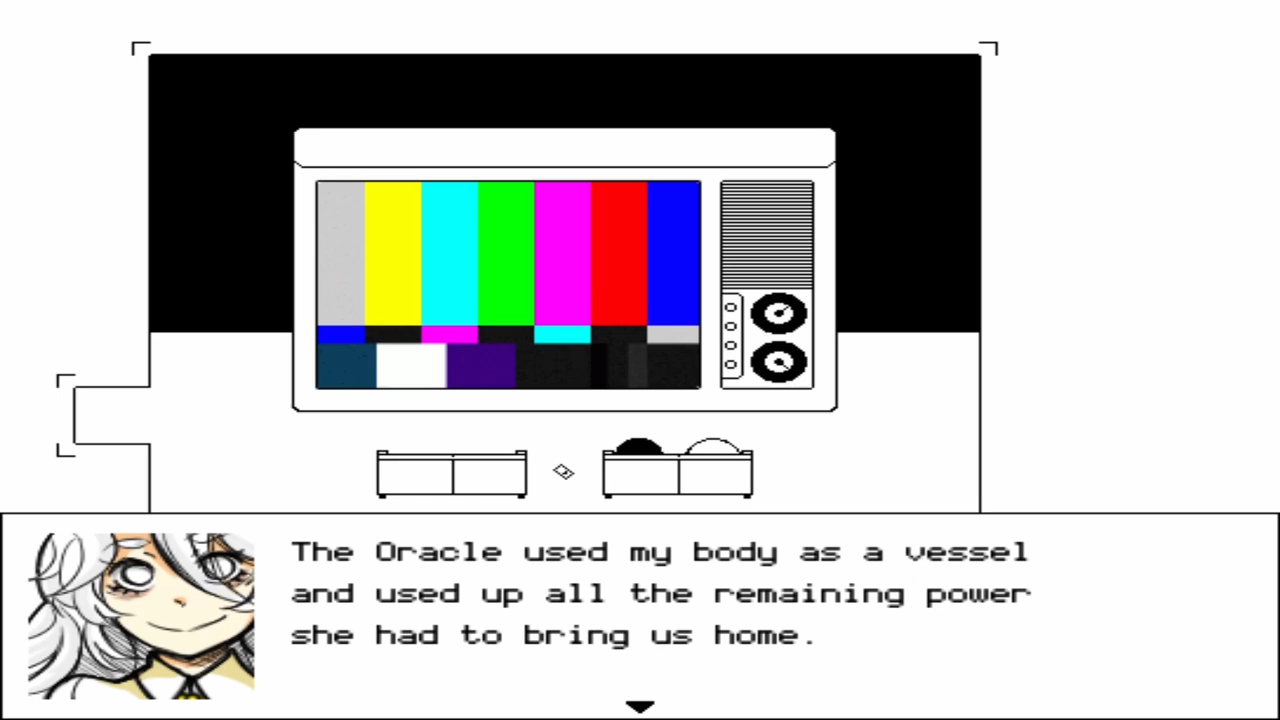 The Oracle used my body as a vessel
and used up all the remaining power
she had to bring us home.